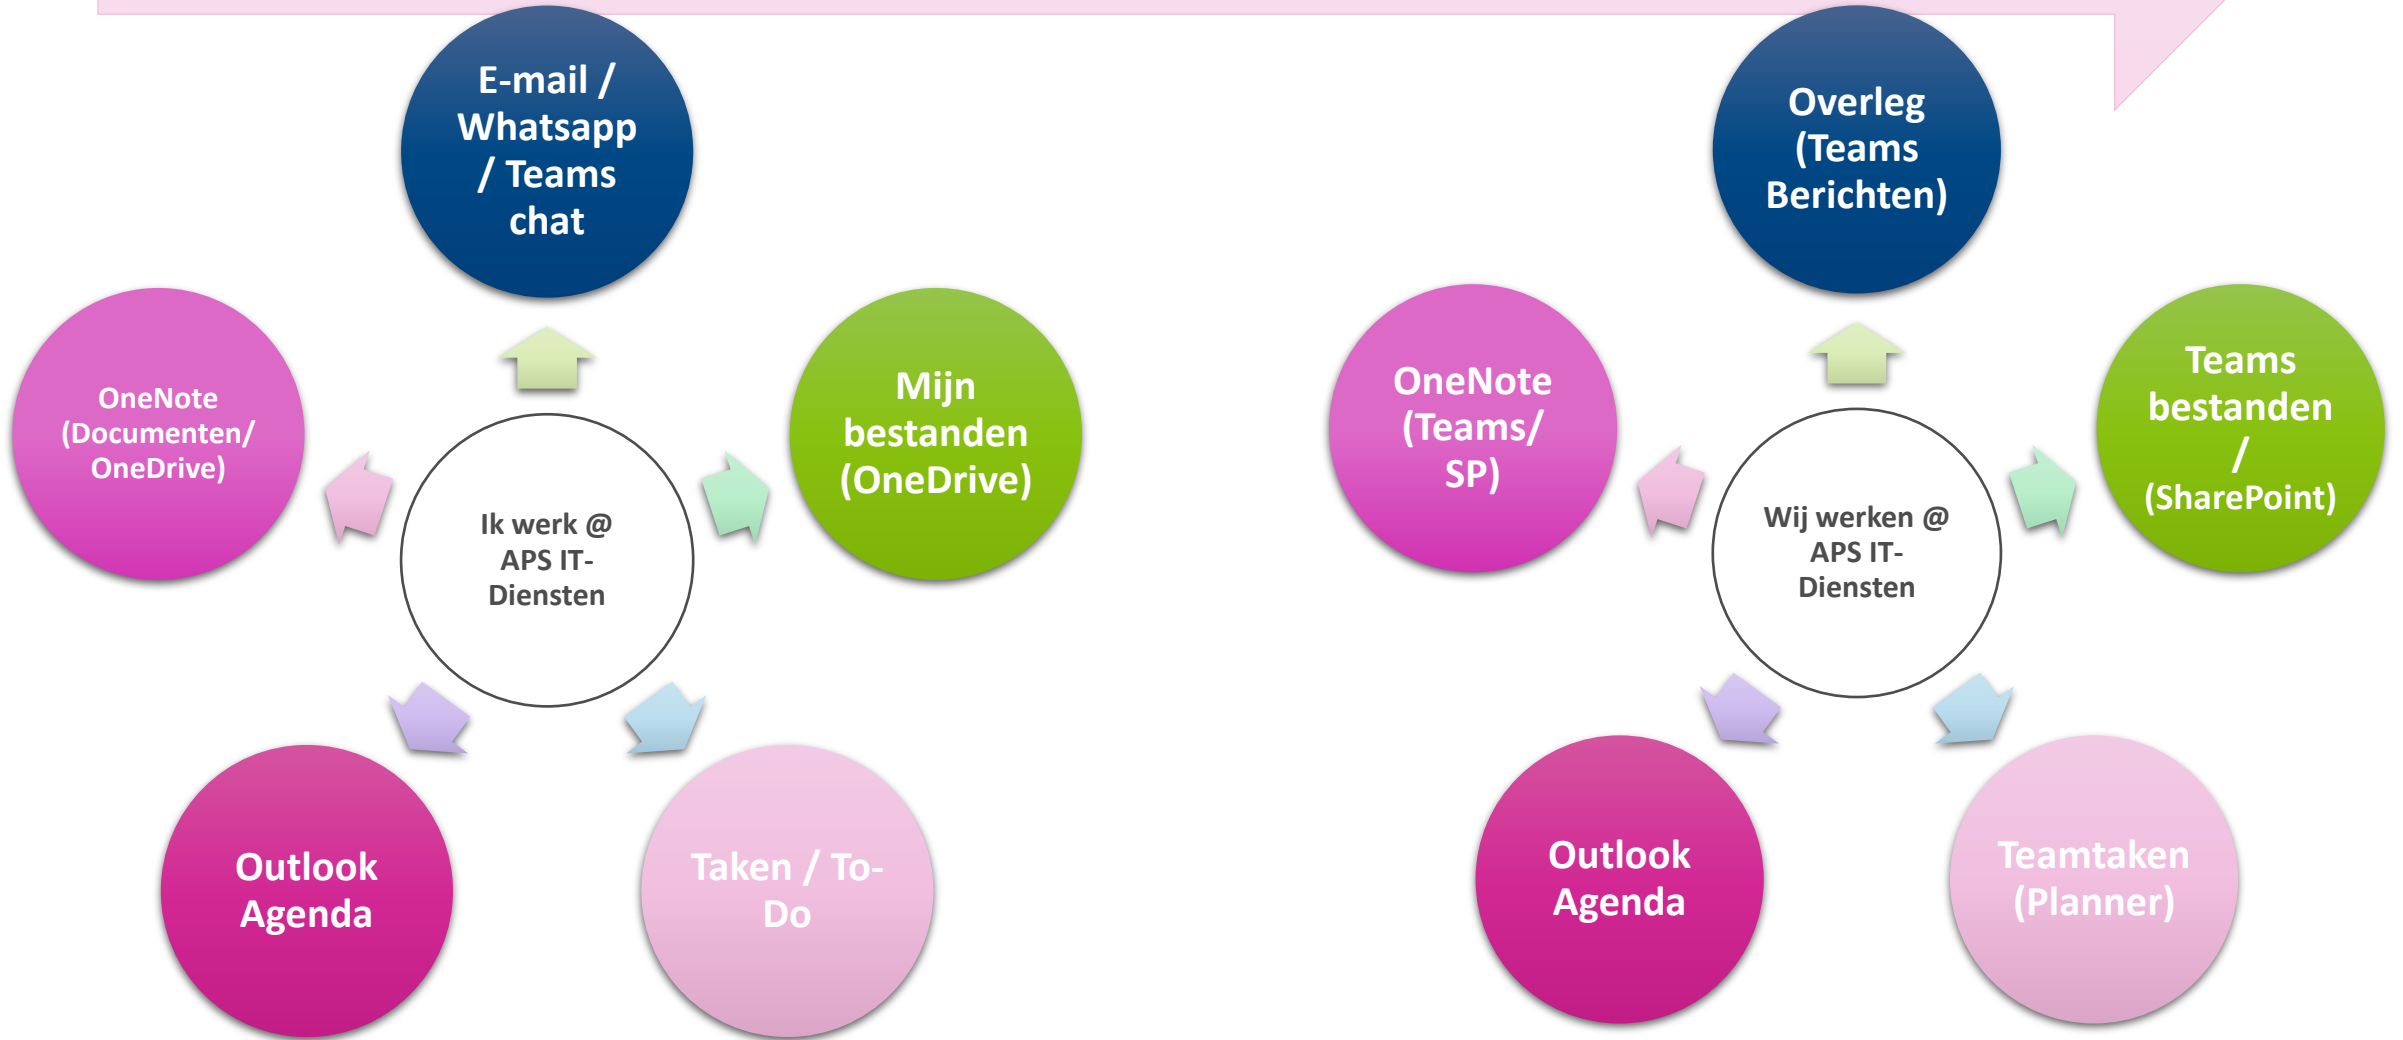 E-mail /
Whatsapp
/ Teams
chat
Mijn
bestanden
(OneDrive)
Taken / To-
Do
Outlook
Agenda
OneNote
(Documenten/
OneDrive)
Ik werk @
APS IT-
Diensten
Overleg
(Teams
Berichten)
Teams
bestanden
/
(SharePoint)
Teamtaken
(Planner)
Outlook
Agenda
OneNote
(Teams/
SP)
Wij werken @
APS IT-
Diensten